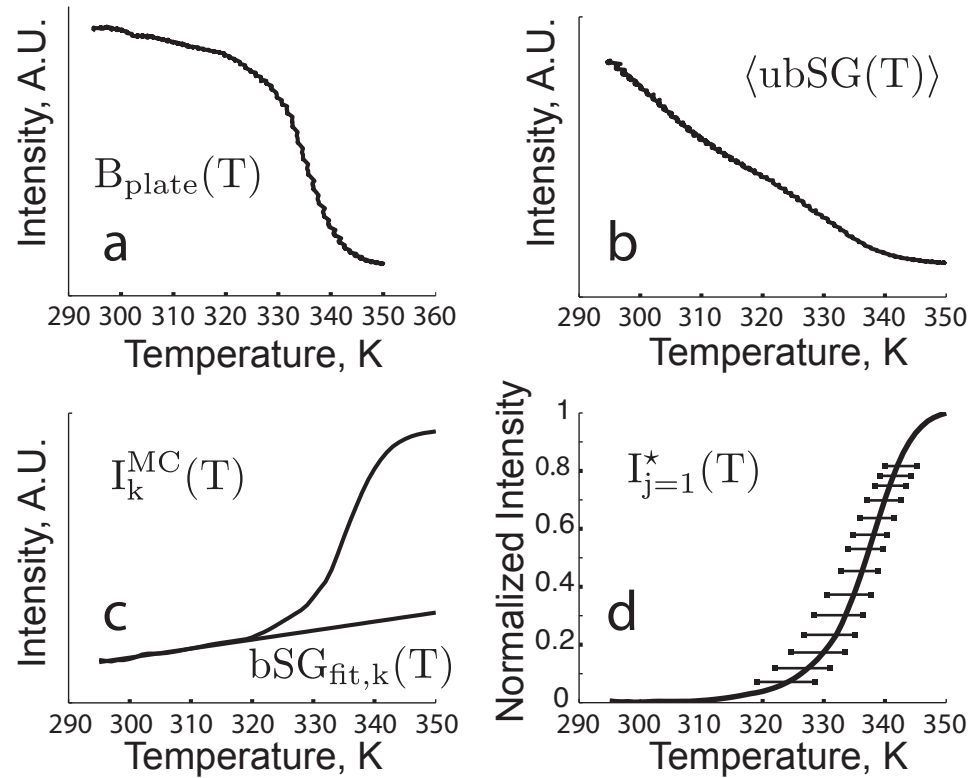 Intensity, A.U.
B_plate(T)
a
290 300 310 320 330 340 350 360
Temperature, K
Intensity, A.U.
⟨ubSG(T)⟩
b
290 300 310 320 330 340 350
Temperature, K
Intensity, A.U.
I_k^MC(T)
c
bSG_fit,k(T)
290 300 310 320 330 340 350
Temperature, K
Normalized Intensity
1
0.8
0.6
0.4
0.2
0
I^⋆_j=1(T)
d
290 300 310 320 330 340 350
Temperature, K